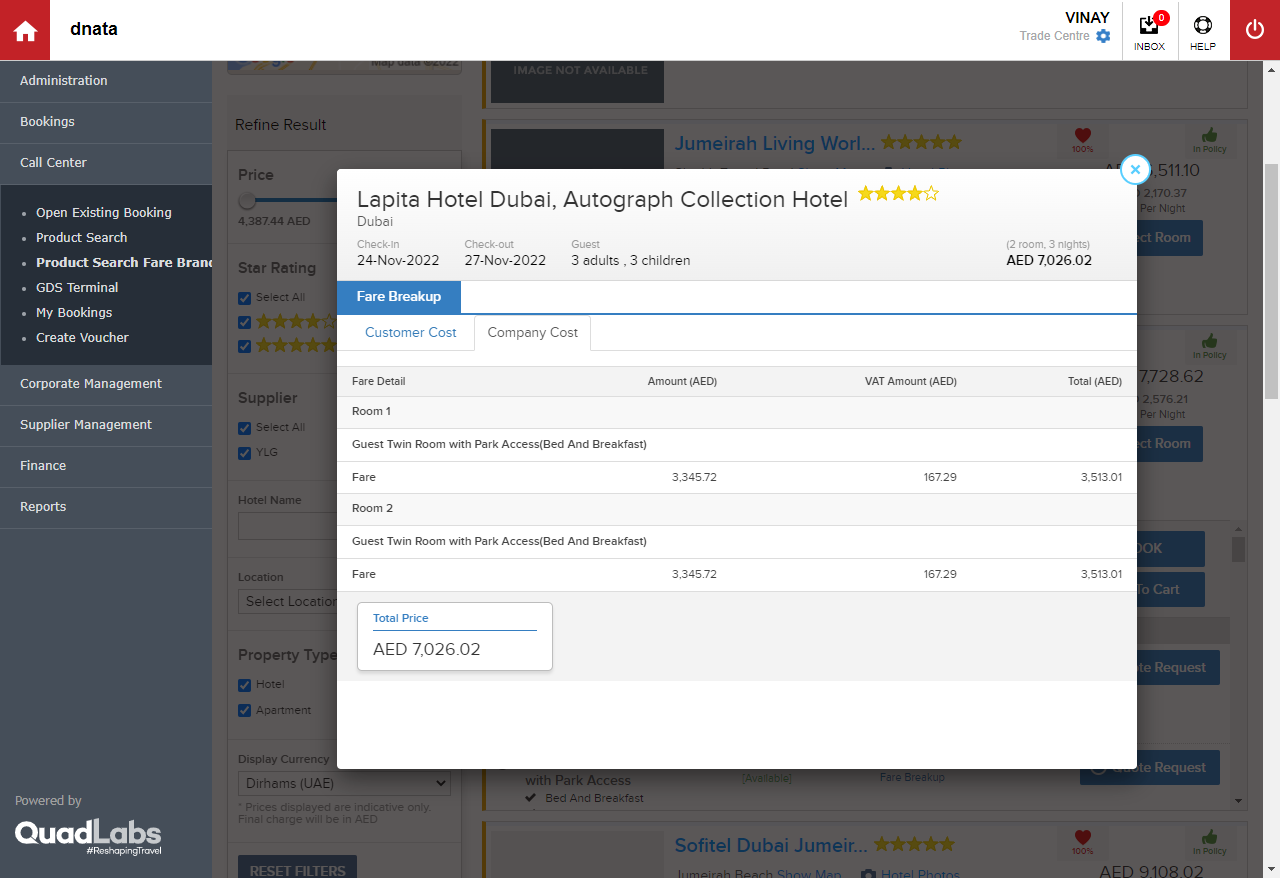 dnata
VINAY
Trade Centre
0
INBOX
HELP
Administration
Bookings
Call Center
Open Existing Booking
Product Search
Product Search Fare Brand
GDS Terminal
My Bookings
Create Voucher
Corporate Management
Supplier Management
Finance
Reports
Powered by
QuadLabs
#ReshapingTravel
Map data ©2022
Refine Result
Price
4,387.44 AED
Star Rating
Select All
Supplier
Select All
YLG
Hotel Name
Location
Select Location
Property Type
Hotel
Apartment
Display Currency
Dirhams (UAE)
* Prices displayed are indicative only.
Final charge will be in AED
RESET FILTERS
IMAGE NOT AVAILABLE
Jumeirah Living Worl...
100%
In Policy
511.10
2,170.37
Per Night
ct Room
Lapita Hotel Dubai, Autograph Collection Hotel
Dubai
Check-in
24-Nov-2022
Check-out
27-Nov-2022
Guest
3 adults , 3 children
(2 room, 3 nights)
AED 7,026.02
Fare Breakup
Customer Cost
Company Cost
Fare Detail Amount (AED) VAT Amount (AED) Total (AED)
Room 1
Guest Twin Room with Park Access(Bed And Breakfast)
Fare 3,345.72 167.29 3,513.01
Room 2
Guest Twin Room with Park Access(Bed And Breakfast)
Fare 3,345.72 167.29 3,513.01
Total Price
AED 7,026.02
In Policy
7,728.62
2,576.21
Per Night
ct Room
OOK
To Cart
te Request
with Park Access
Bed And Breakfast
[Available]
Fare Breakup
Quote Request
Sofitel Dubai Jumeir...
100%
In Policy
Jumeirah Beach Show Map
Hotel Photos
AED 9,108.02